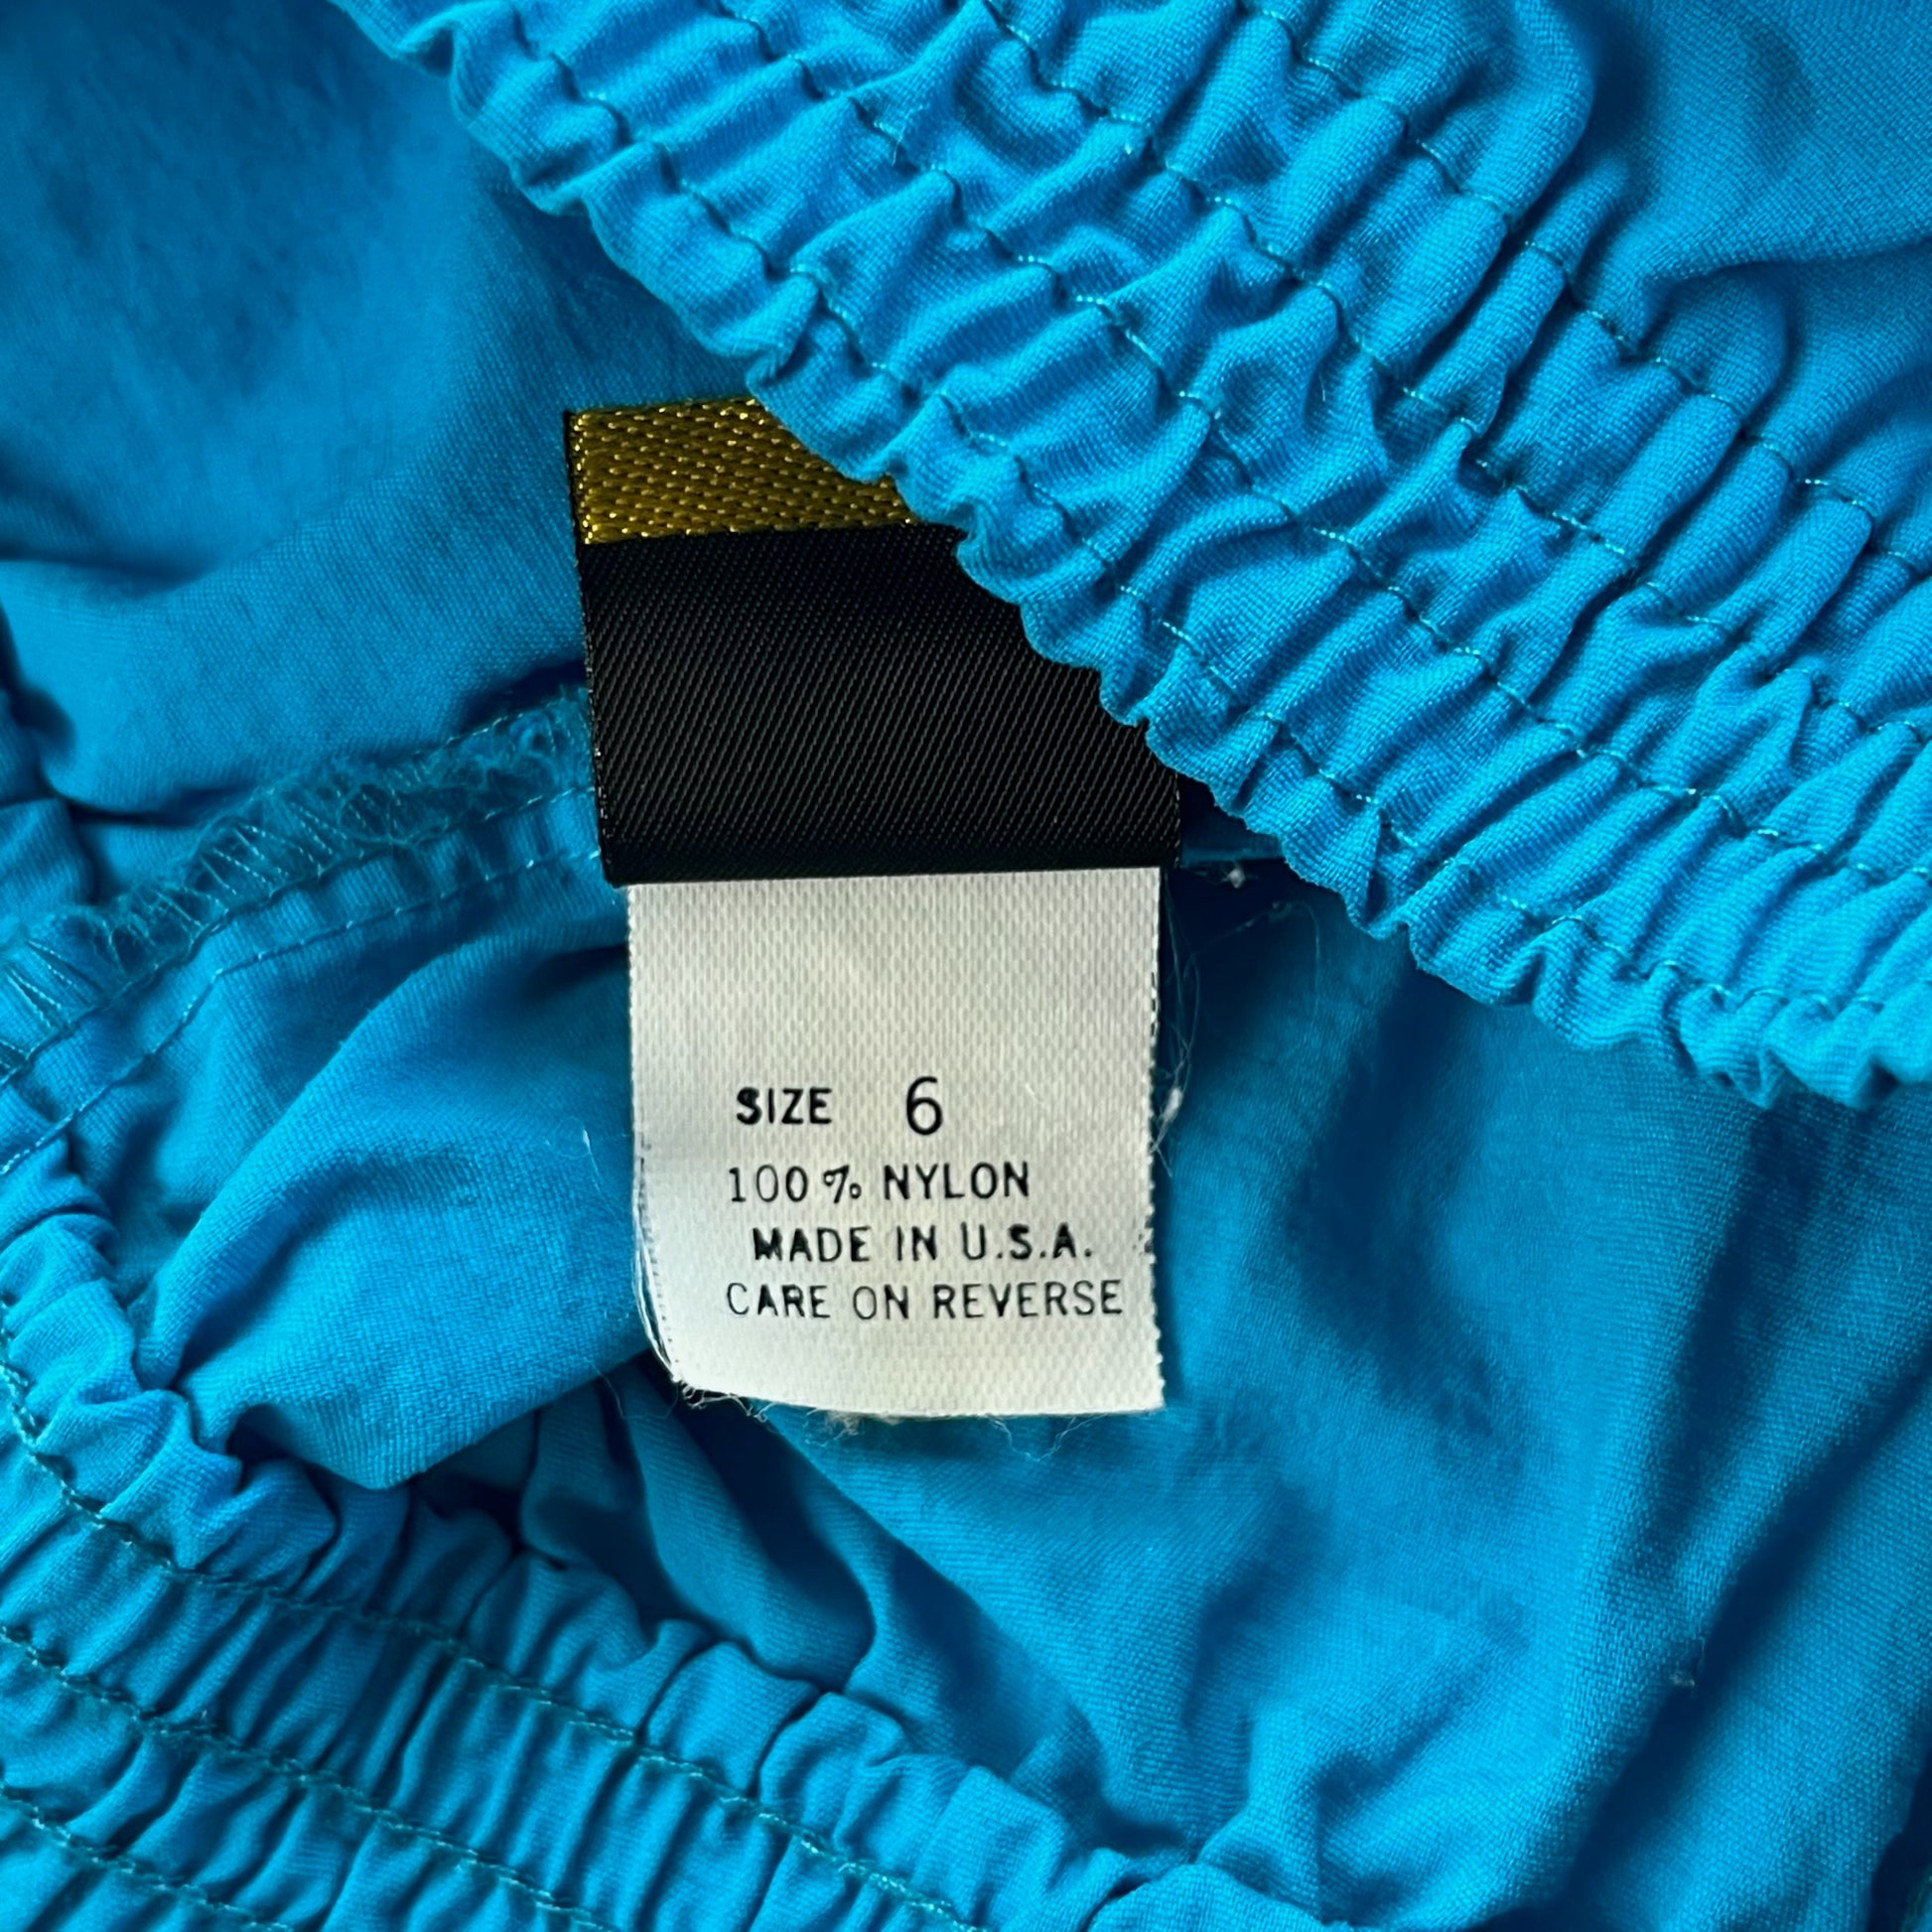 SIZE 6
100% NYLON
MADE IN U.S.A.
CARE ON REVERSE